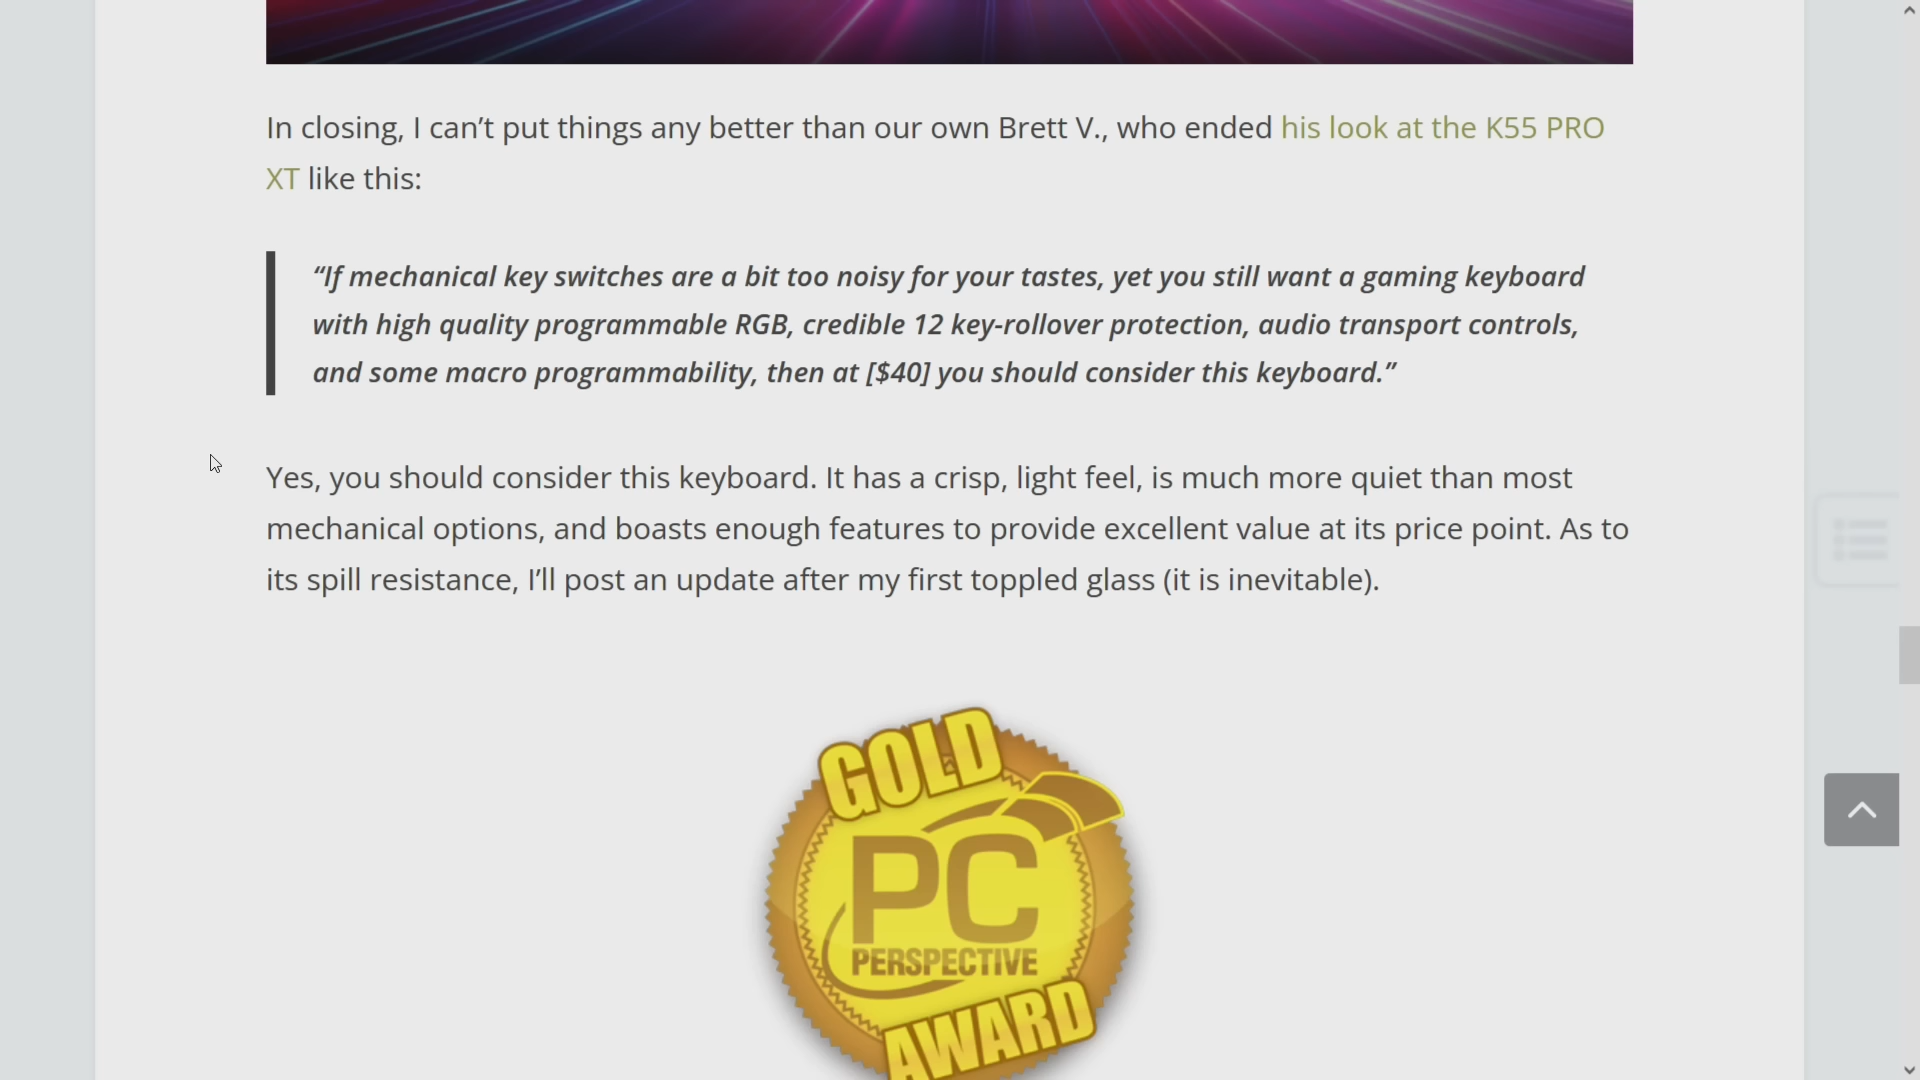 In closing, I can’t put things any better than our own Brett V., who ended his look at the K55 PRO
XT like this:
“If mechanical key switches are a bit too noisy for your tastes, yet you still want a gaming keyboard
with high quality programmable RGB, credible 12 key-rollover protection, audio transport controls,
and some macro programmability, then at [$40] you should consider this keyboard.”
Yes, you should consider this keyboard. It has a crisp, light feel, is much more quiet than most
mechanical options, and boasts enough features to provide excellent value at its price point. As to
its spill resistance, I’ll post an update after my first toppled glass (it is inevitable).
GOLD
PC
PERSPECTIVE
AWARD